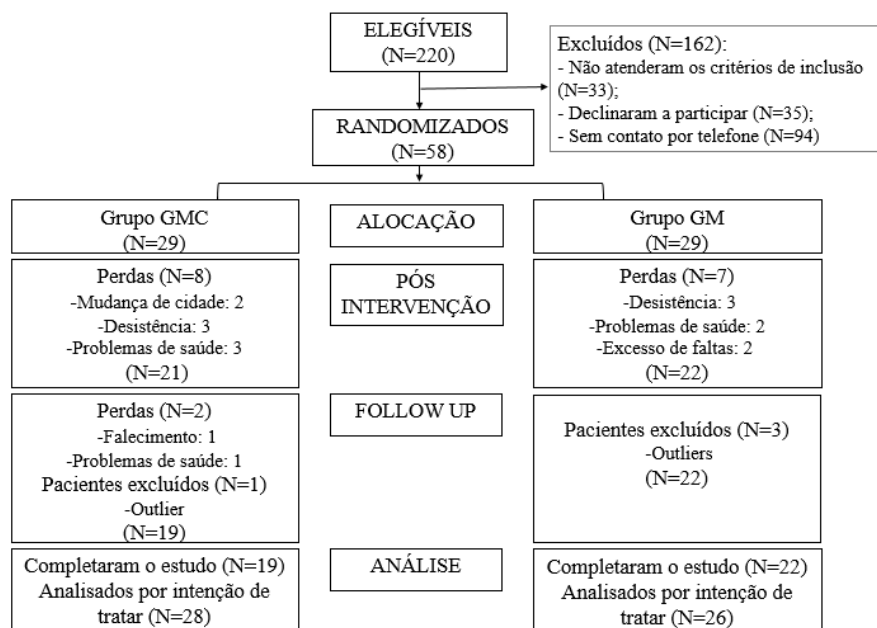 ELEGÍVEIS
(N=220)
Excluídos (N=162):
- Não atenderam os critérios de inclusão
(N=33);
- Declinaram a participar (N=35);
- Sem contato por telefone (N=94)
RANDOMIZADOS
(N=58)
Grupo GMC
(N=29)
ALOCAÇÃO
Grupo GM
(N=29)
Perdas (N=8)
-Mudança de cidade: 2
-Desistência: 3
-Problemas de saúde: 3
(N=21)
PÓS
INTERVENÇÃO
Perdas (N=7)
-Desistência: 3
-Problemas de saúde: 2
-Excesso de faltas: 2
(N=22)
Perdas (N=2)
-Falecimento: 1
-Problemas de saúde: 1
Pacientes excluídos (N=1)
-Outlier
(N=19)
FOLLOW UP
Pacientes excluídos (N=3)
-Outliers
(N=22)
Completaram o estudo (N=19)
Analisados por intenção de
tratar (N=28)
ANÁLISE
Completaram o estudo (N=22)
Analisados por intenção de
tratar (N=26)